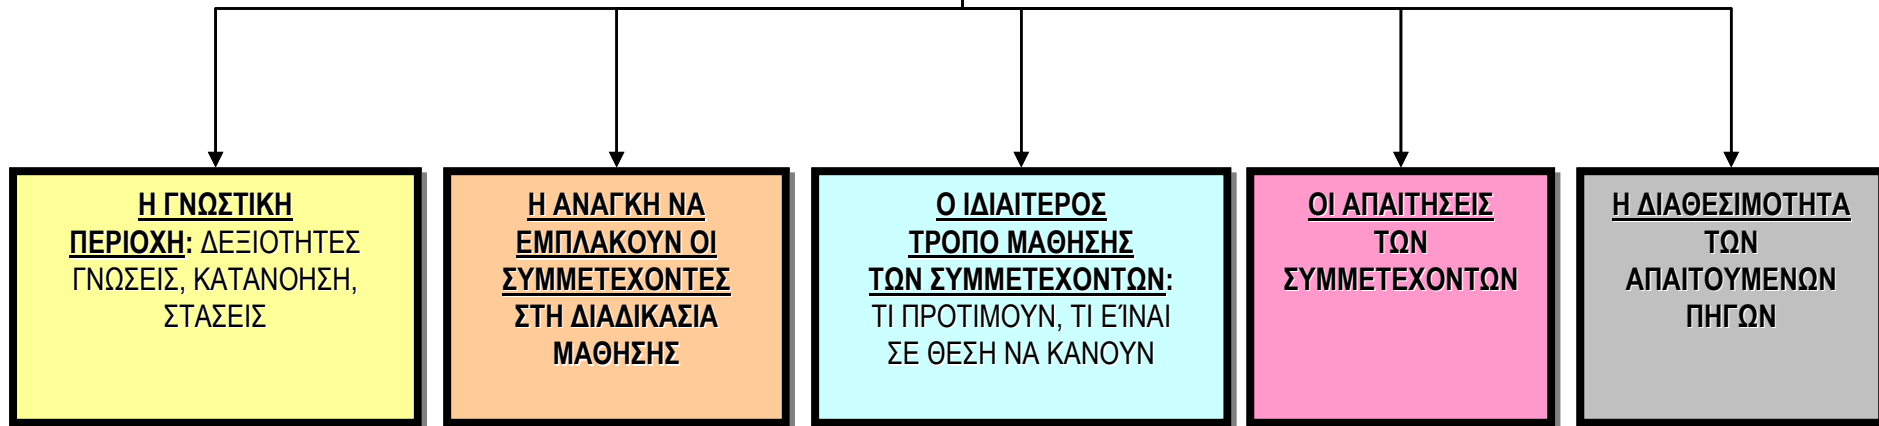 Η ΓΝΩΣΤΙΚΗ
ΠΕΡΙΟΧΗ: ΔΕΞΙΟΤΗΤΕΣ
ΓΝΩΣΕΙΣ, ΚΑΤΑΝΟΗΣΗ,
ΣΤΑΣΕΙΣ
Η ΑΝΑΓΚΗ ΝΑ
ΕΜΠΛΑΚΟΥΝ ΟΙ
ΣΥΜΜΕΤΕΧΟΝΤΕΣ
ΣΤΗ ΔΙΑΔΙΚΑΣΙΑ
ΜΑΘΗΣΗΣ
Ο ΙΔΙΑΙΤΕΡΟΣ
ΤΡΟΠΟ ΜΑΘΗΣΗΣ
ΤΩΝ ΣΥΜΜΕΤΕΧΟΝΤΩΝ:
ΤΙ ΠΡΟΤΙΜΟΥΝ, ΤΙ ΕΊΝΑΙ
ΣΕ ΘΕΣΗ ΝΑ ΚΑΝΟΥΝ
ΟΙ ΑΠΑΙΤΗΣΕΙΣ
ΤΩΝ
ΣΥΜΜΕΤΕΧΟΝΤΩΝ
Η ΔΙΑΘΕΣΙΜΟΤΗΤΑ
ΤΩΝ
ΑΠΑΙΤΟΥΜΕΝΩΝ
ΠΗΓΩΝ